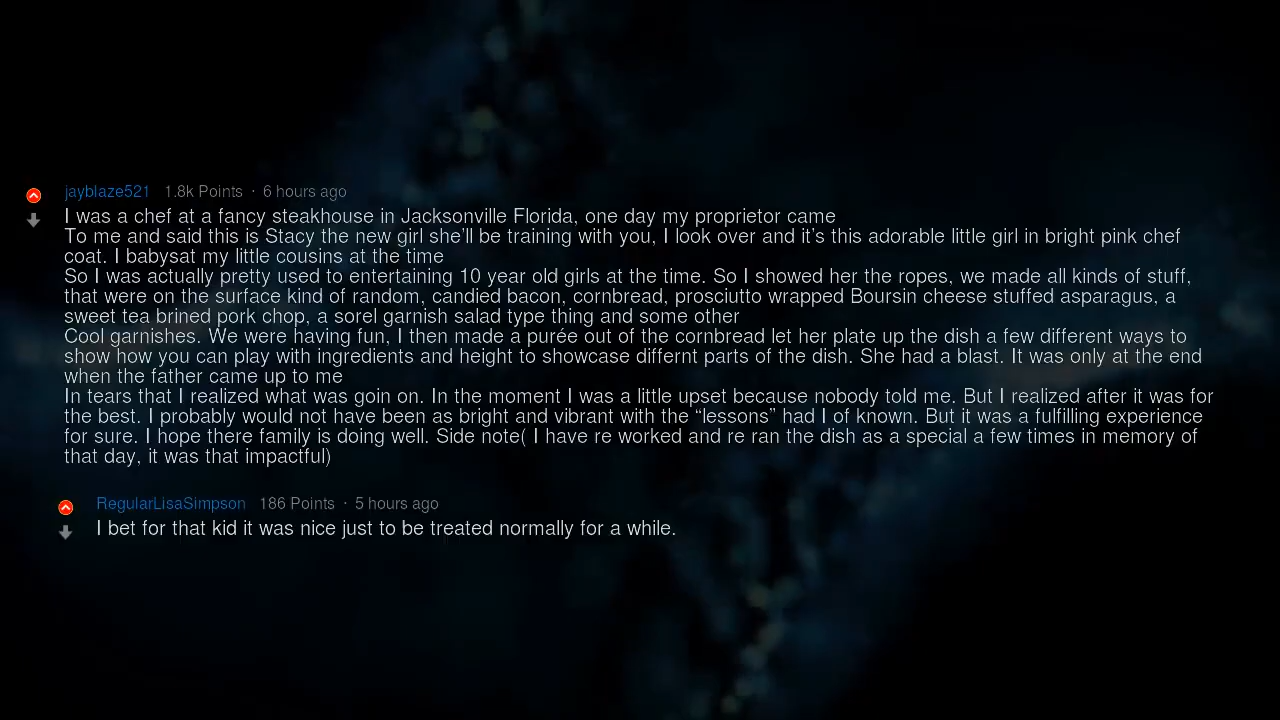 jayblaze521 1.8k Points · 6 hours ago
I was a chef at a fancy steakhouse in Jacksonville Florida, one day my proprietor came
To me and said this is Stacy the new girl she'll be training with you, I look over and it's this adorable little girl in bright pink chef
coat. I babysat my little cousins at the time
So I was actually pretty used to entertaining 10 year old girls at the time. So I showed her the ropes, we made all kinds of stuff,
that were on the surface kind of random, candied bacon, cornbread, prosciutto wrapped Boursin cheese stuffed asparagus, a
sweet tea brined pork chop, a sorel garnish salad type thing and some other
Cool garnishes. We were having fun, I then made a purée out of the cornbread let her plate up the dish a few different ways to
show how you can play with ingredients and height to showcase differnt parts of the dish. She had a blast. It was only at the end
when the father came up to me
In tears that I realized what was goin on. In the moment I was a little upset because nobody told me. But I realized after it was for
the best. I probably would not have been as bright and vibrant with the “lessons” had I of known. But it was a fulfilling experience
for sure. I hope there family is doing well. Side note( I have re worked and re ran the dish as a special a few times in memory of
that day, it was that impactful)
RegularLisaSimpson 186 Points · 5 hours ago
I bet for that kid it was nice just to be treated normally for a while.